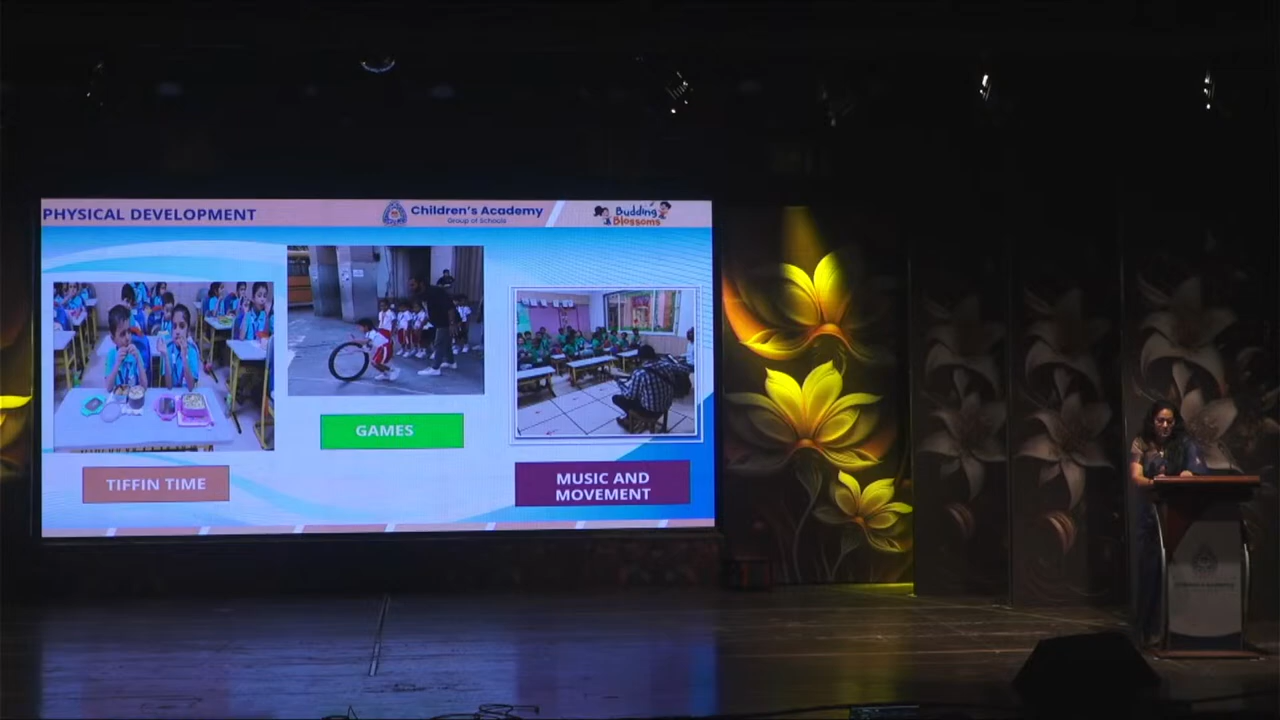 PHYSICAL DEVELOPMENT
Children's Academy
Group of Schools
Budding
Blossoms
GAMES
TIFFIN TIME
MUSIC AND
MOVEMENT